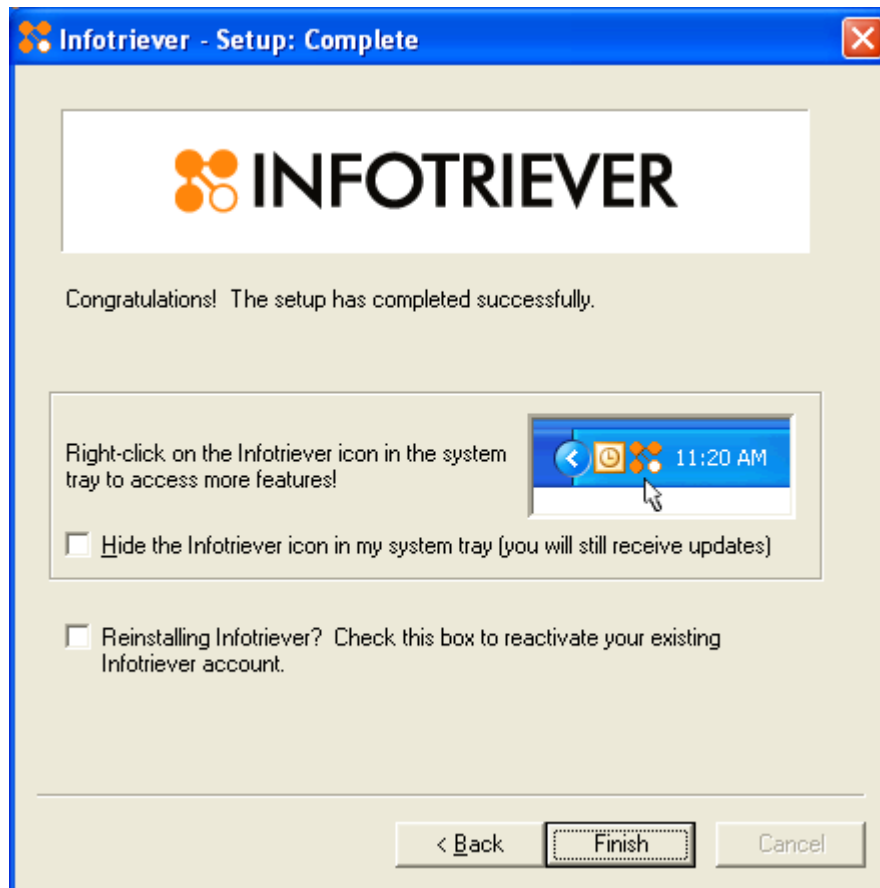 Infotriever - Setup: Complete
INFOTRIEVER
Congratulations!  The setup has completed successfully.
Right-click on the Infotriever icon in the system
tray to access more features!
11:20 AM
Hide the Infotriever icon in my system tray (you will still receive updates)
Reinstalling Infotriever?  Check this box to reactivate your existing
Infotriever account.
< Back
Finish
Cancel